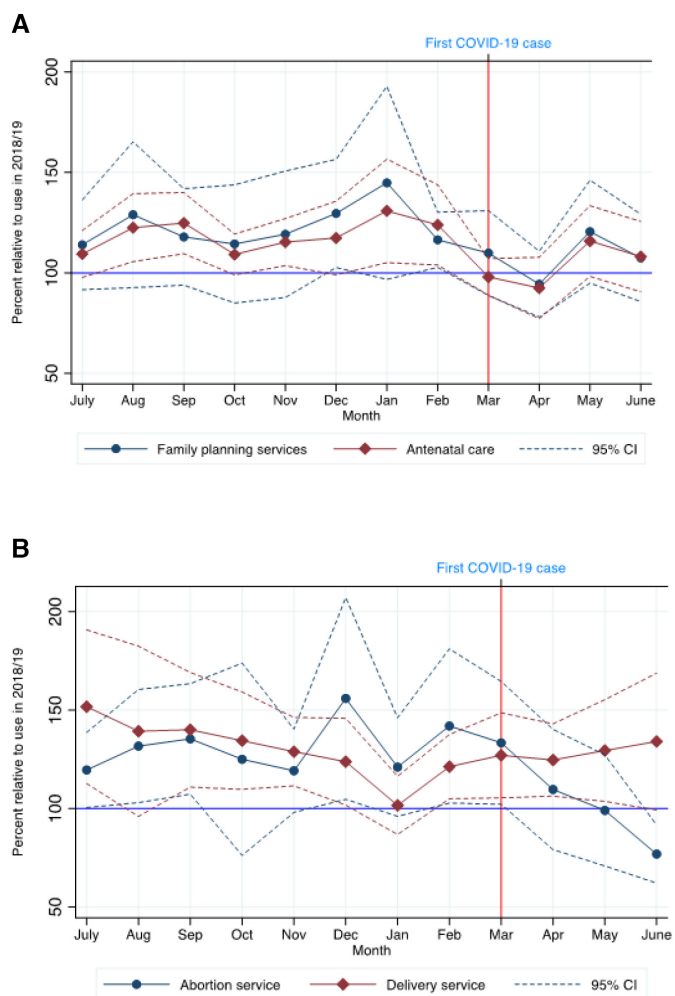 A
First COVID-19 case
Percent relative to use in 2018/19
200
150
100
50
July Aug Sep Oct Nov Dec Jan Feb Mar Apr May June
Month
Family planning services Antenatal care 95% CI
B
First COVID-19 case
Percent relative to use in 2018/19
200
150
100
50
July Aug Sep Oct Nov Dec Jan Feb Mar Apr May June
Month
Abortion service Delivery service 95% CI